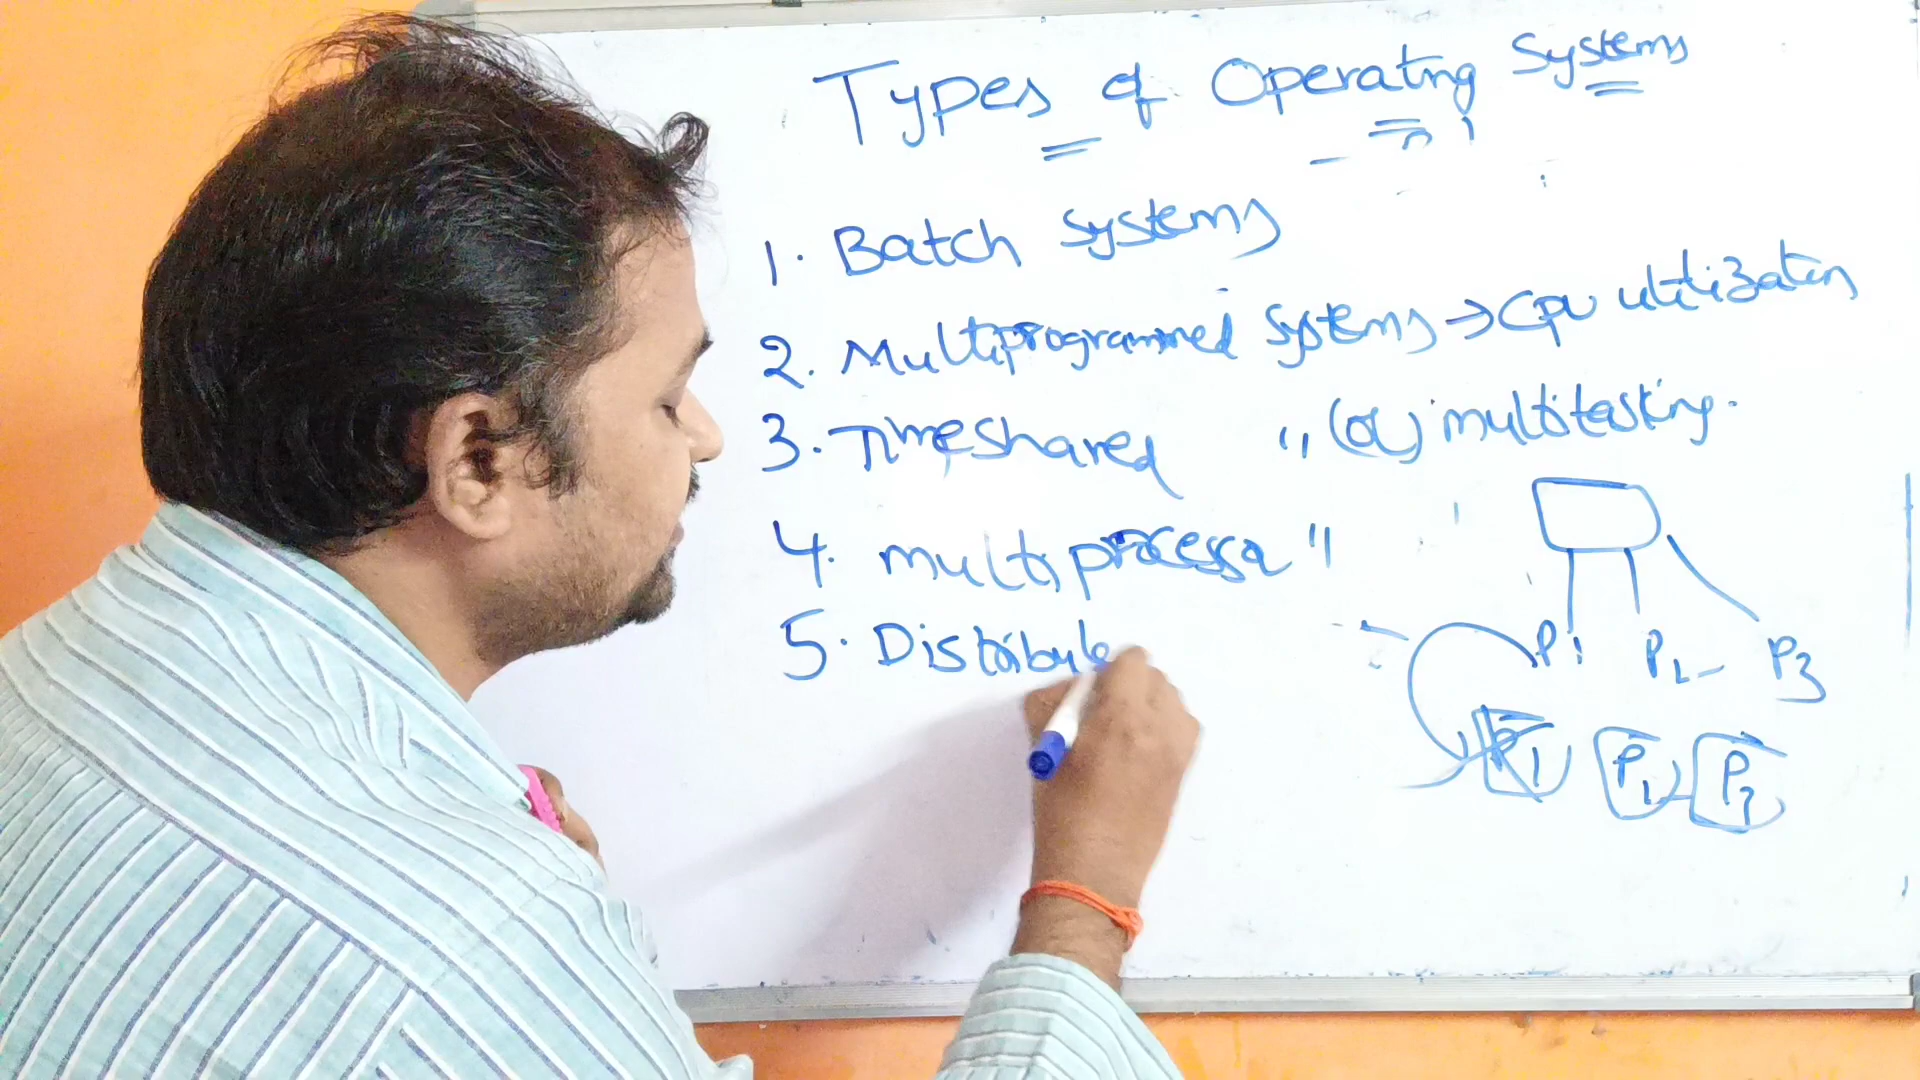 Types of Operating Systems
1. Batch Systems
2. Multiprogrammed Systems → CPU utilization
3. Timeshared " (or) multitasking.
4. multiprocessor "
5. Distribute
P1 P2 P3
P1 P2 P3